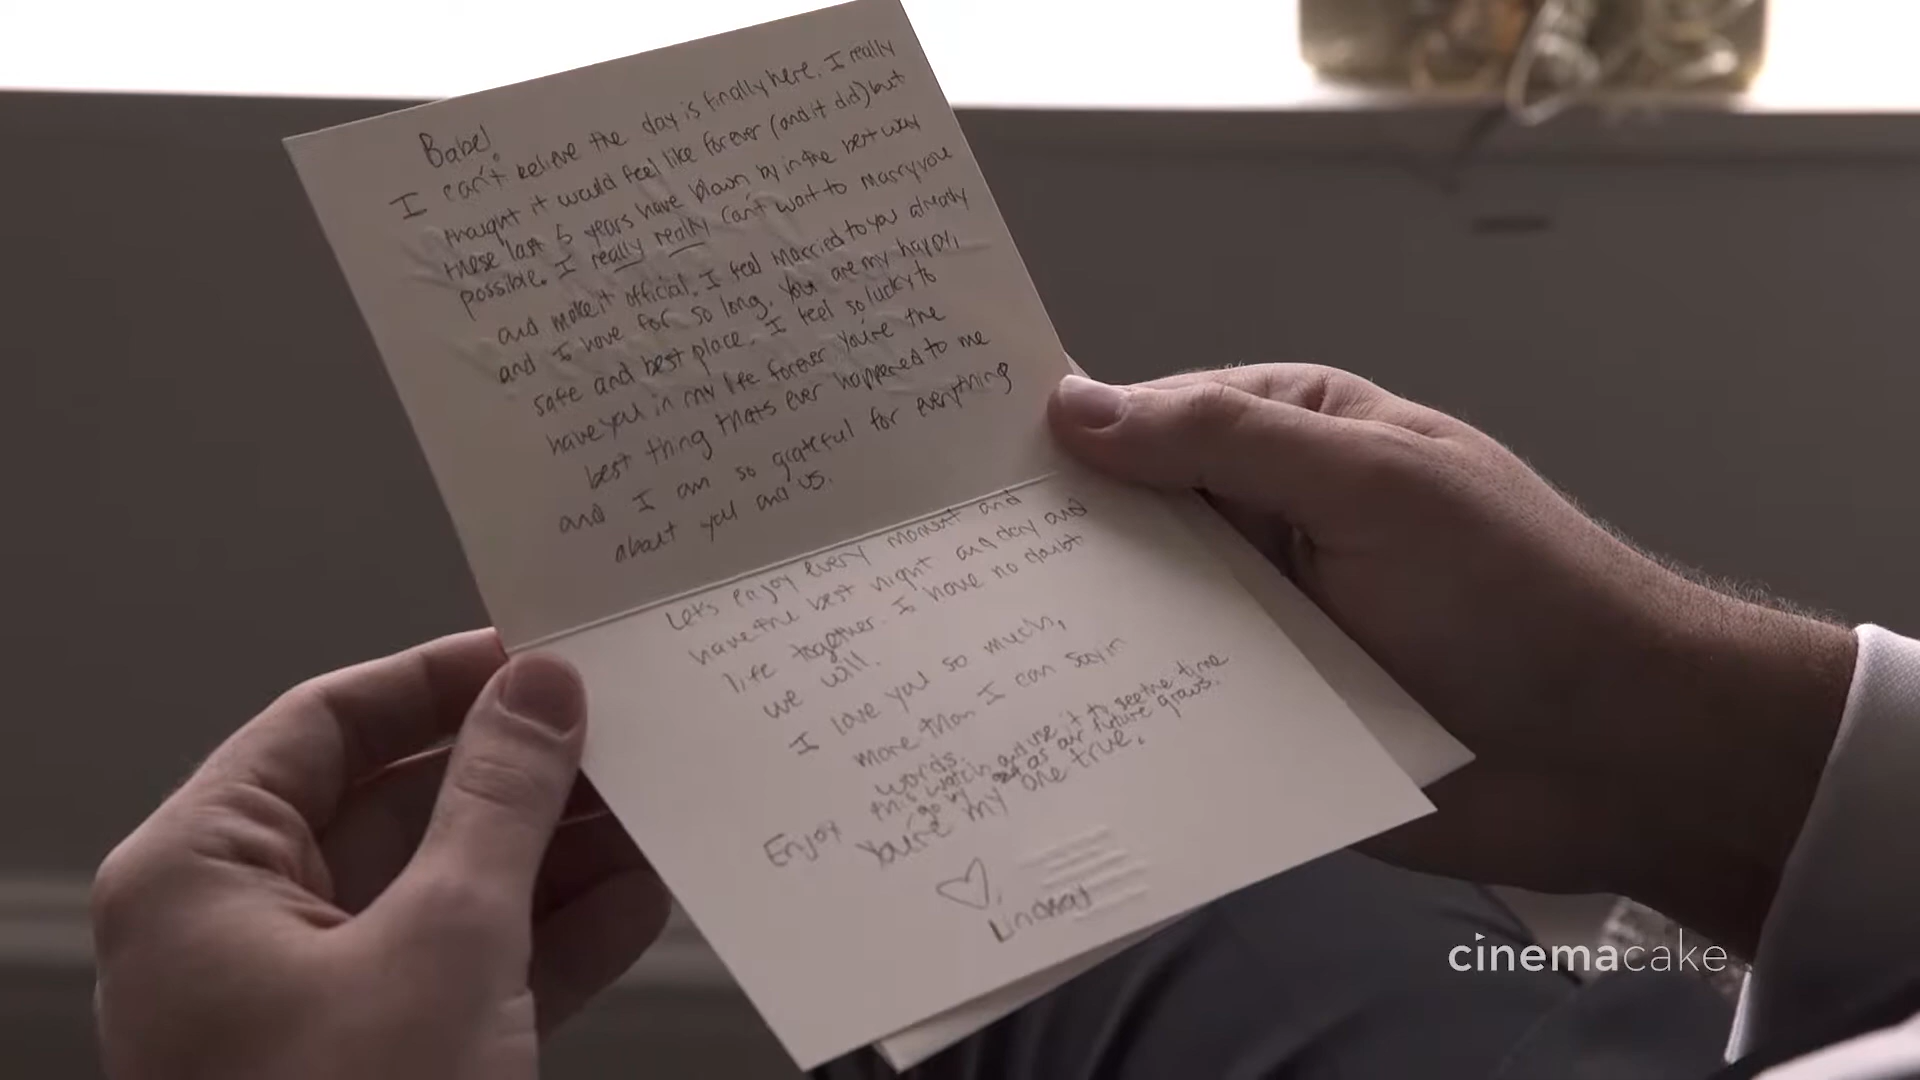 Babe!
I can't believe the day is finally here. I really
thought it would feel like forever (and it did) but
these last 5 years have blown by in the best way
possible. I really really can't wait to marry you
and make it official. I feel married to you already
and I have for so long. You are my happy,
safe and best place. I feel so lucky to
have you in my life forever you're the
best thing thats ever happened to me
and I am so grateful for everything
about you and us.
Lets enjoy every moment and
have the best night and day and
life together. I have no doubt
we will.
I love you so much,
more than I can say in
words.
Enjoy this watch and use it to see the time
go by as our future grows.
You're my one true.
♡,
Lindsay
cinemacake